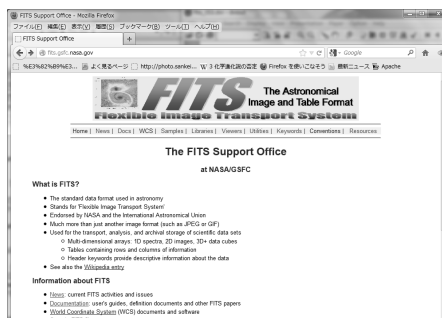 FITS Support Office - Mozilla Firefox
ファイル(F) 編集(E) 表示(V) 履歴(S) ブックマーク(B) ツール(T) ヘルプ(H)
FITS Support Office
fits.gsfc.nasa.gov
Google
%E3%82%B9%E3... よく見るページ http://photo.sankei... W 3 Firefox を使いこなそう 最新ニュース Apache
FITS
The Astronomical
Image and Table Format
Flexible Image Transport System
Home | News | Docs | WCS | Samples | Libraries | Viewers | Utilities | Keywords | Conventions | Resources
The FITS Support Office
at NASA/GSFC
What is FITS?
The standard data format used in astronomy
Stands for 'Flexible Image Transport System'
Endorsed by NASA and the International Astronomical Union
Much more than just another image format (such as JPEG or GIF)
Used for the transport, analysis, and archival storage of scientific data sets
Multi-dimensional arrays: 1D spectra, 2D images, 3D+ data cubes
Tables containing rows and columns of information
Header keywords provide descriptive information about the data
See also the Wikipedia entry
Information about FITS
News: current FITS activities and issues
Documentation: user's guides, definition documents and other FITS papers
World Coordinate System (WCS) documents and software